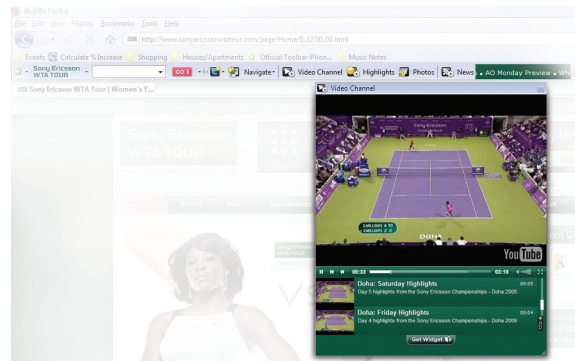 Mozilla Firefox
File Edit View History Bookmarks Tools Help
http://www.sonyericssonwtatour.com/page/Home/0,,12781,00.html
Events Calculate % Increase Shopping Houses/Apartments Official Toolbar iPhon... Music Notes
Sony Ericsson WTA TOUR GO Navigate Video Channel Highlights Photos News AO Monday Preview
Sony Ericsson WTA Tour | Women's T...
Video Channel
Sony Ericsson
WTA TOUR
DOHA
YouTube
00:33 03:18
Doha: Saturday Highlights 05:05
Day 5 highlights from the Sony Ericsson Championships - Doha 2009
Doha: Friday Highlights 05:04
Day 4 highlights from the Sony Ericsson Championships - Doha 2009
Get Widget